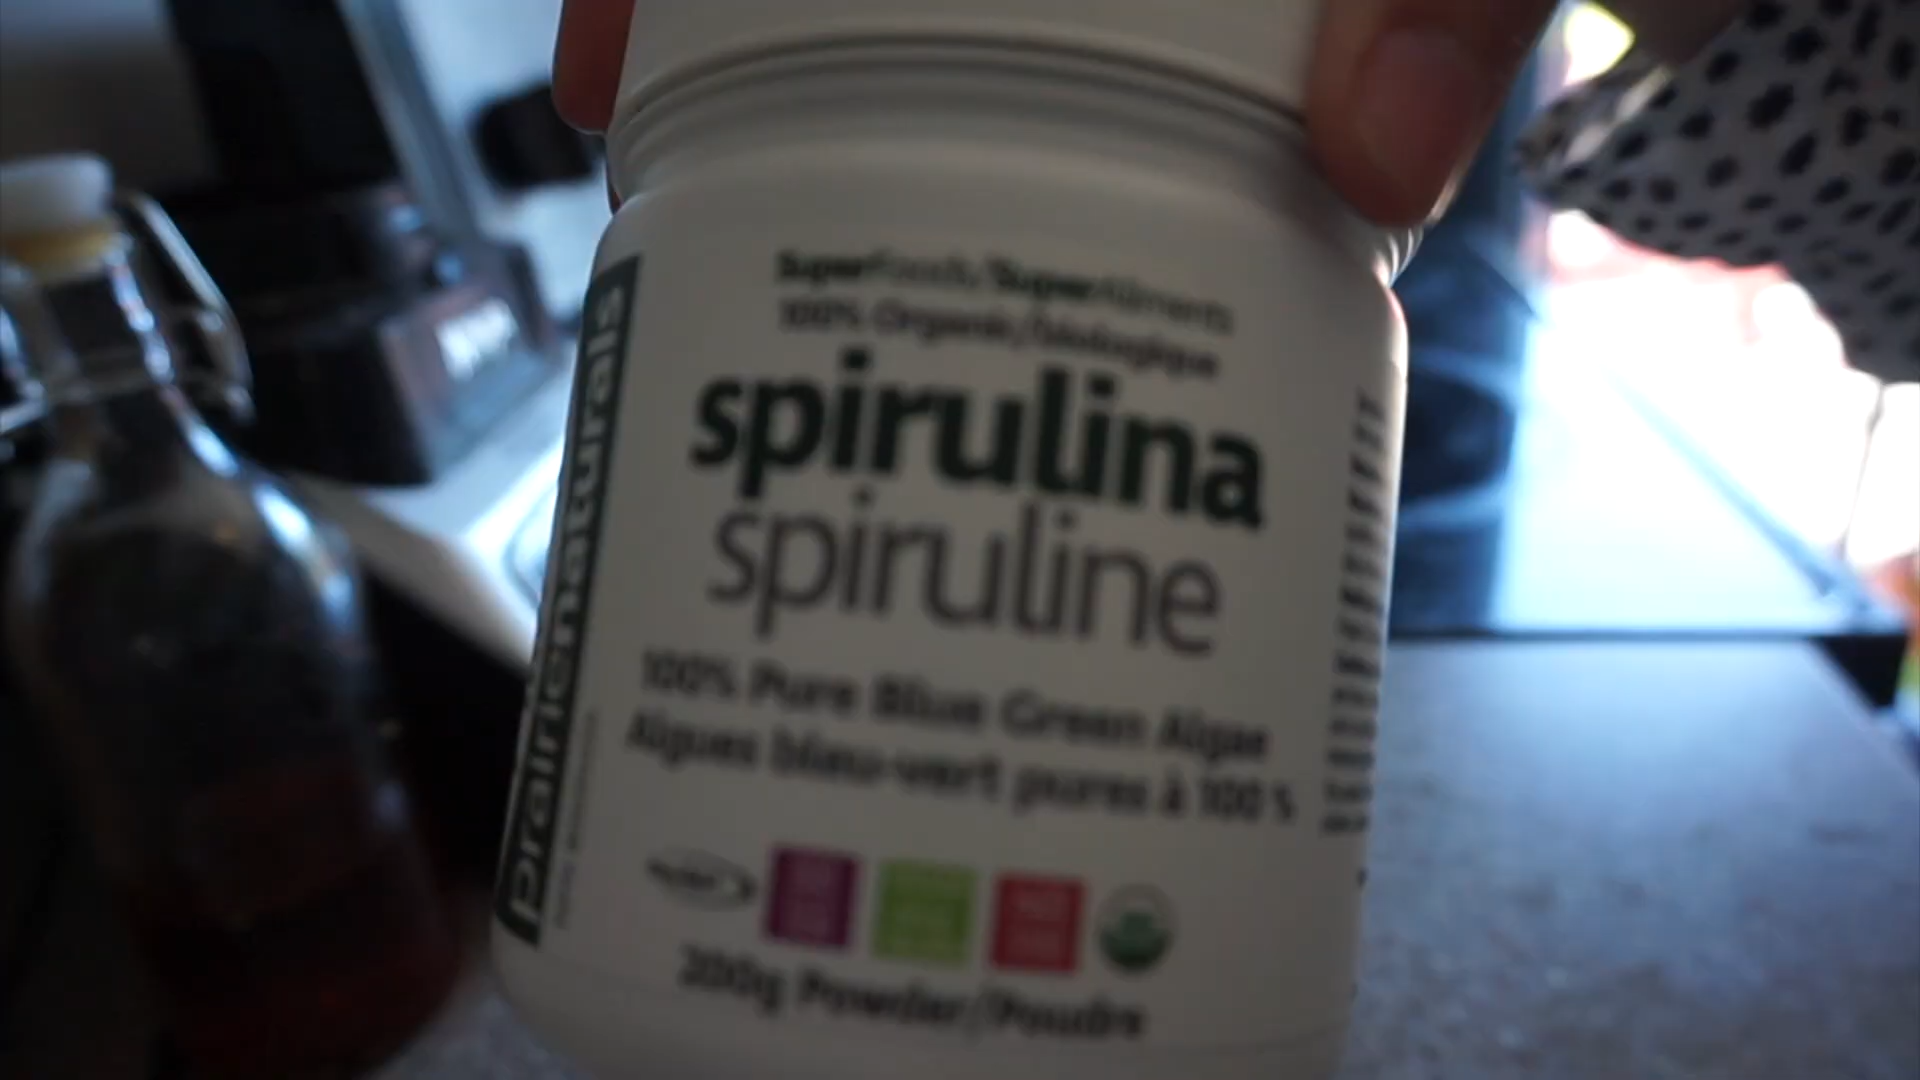 SuperFoods/SuperAliments
100% Organic/biologique
spirulina
spiruline
100% Pure Blue Green Algae
Algues bleu-vert pures à 100 %
200g Powder/Poudre
prairienaturals